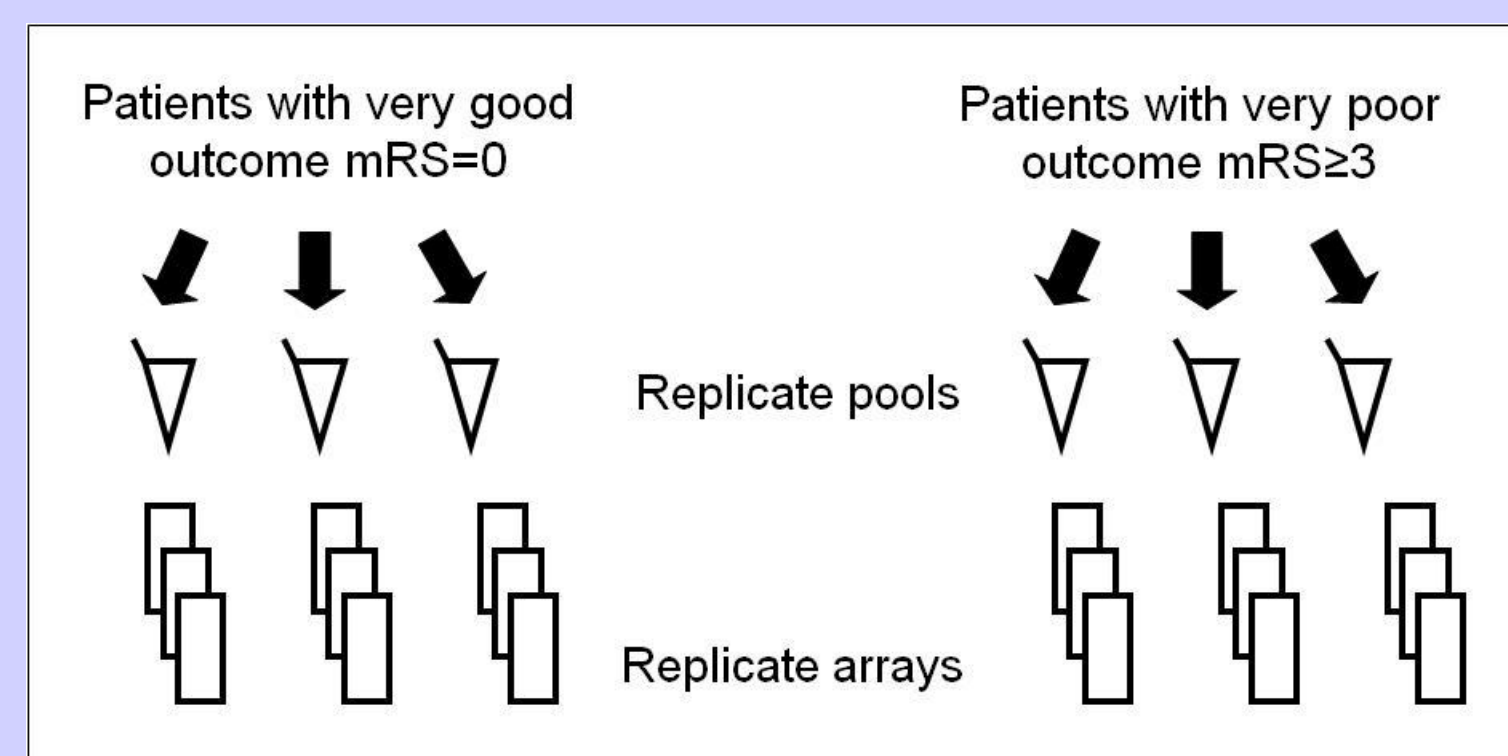 Patients with very good
outcome mRS=0
Patients with very poor
outcome mRS≥3
Replicate pools
Replicate arrays